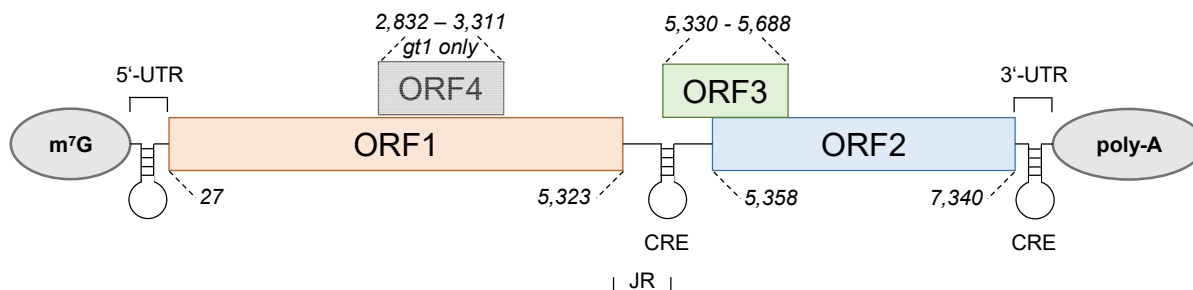 2,832 – 3,311
gt1 only
5,330 - 5,688
5‘-UTR
ORF4
ORF3
3‘-UTR
m⁷G
ORF1
ORF2
poly-A
27
5,323
5,358
7,340
CRE
CRE
JR